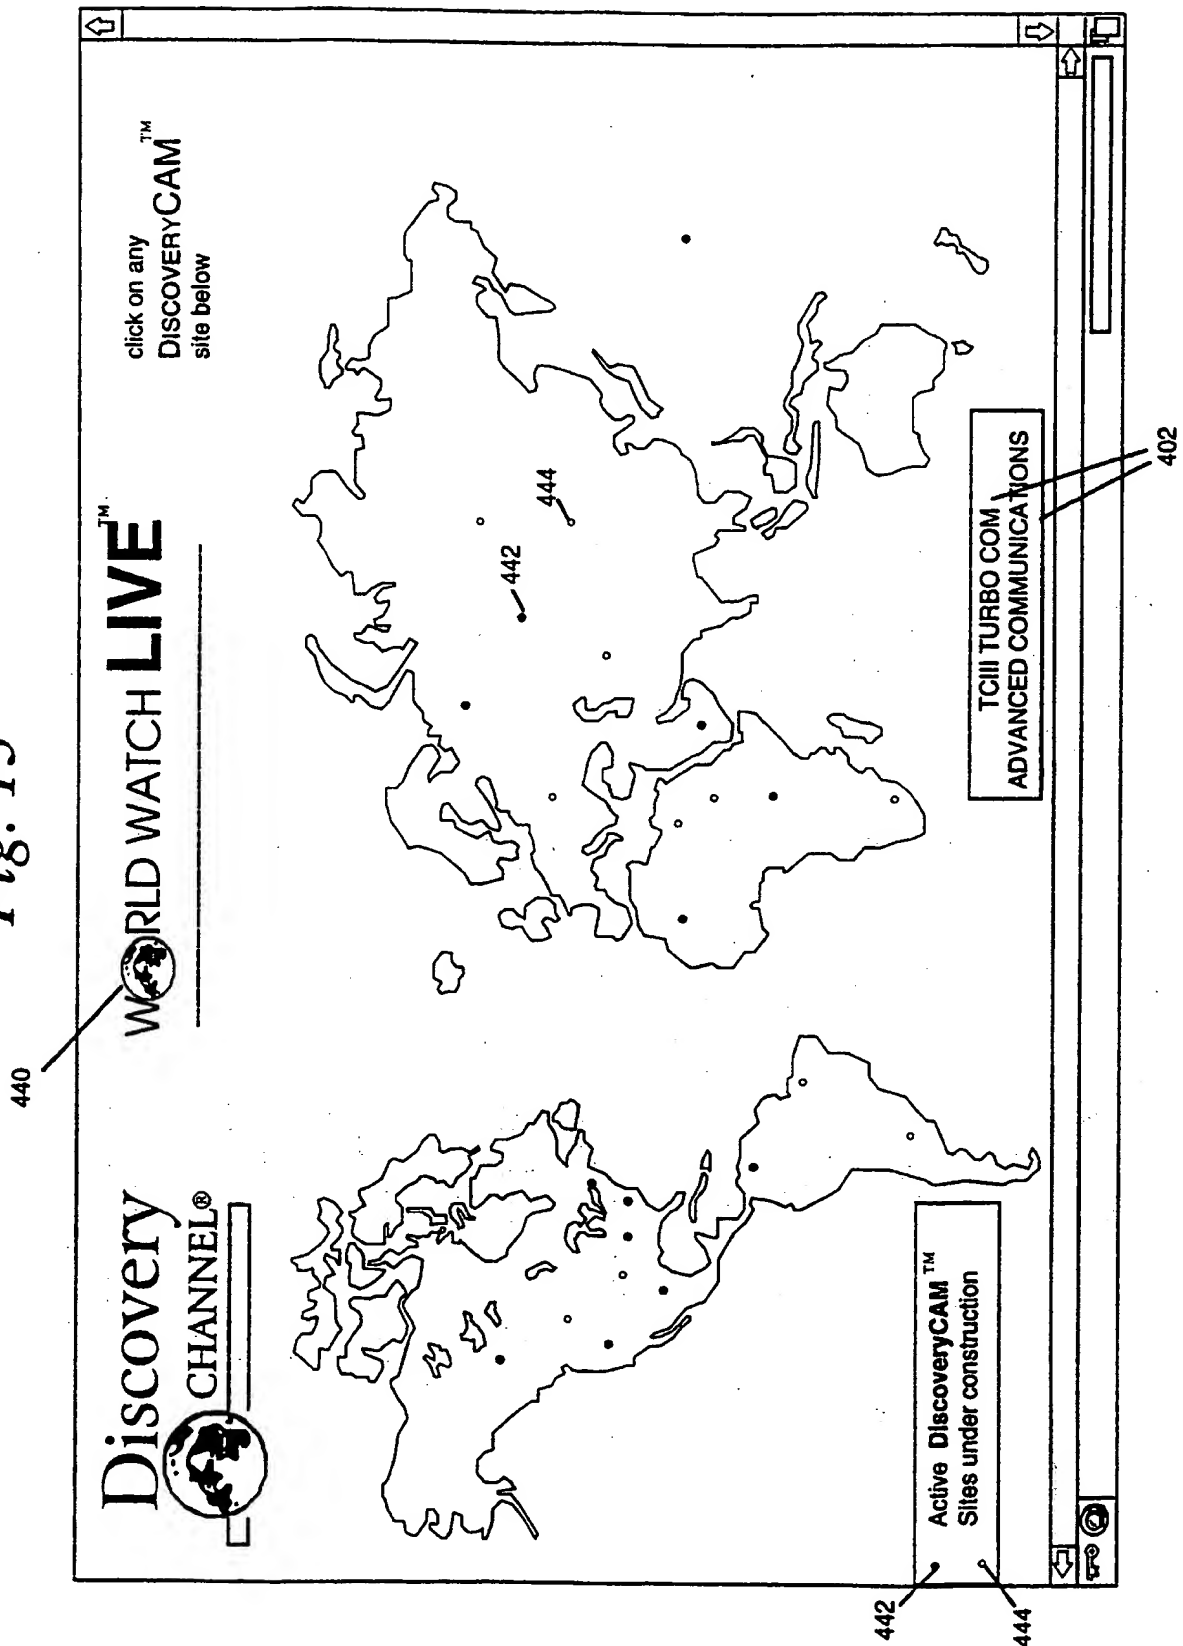 440
Discovery
CHANNEL®
WORLD WATCH LIVE™
click on any
DISCOVERYCAM™
site below
442
444
442
444
Active DiscoveryCAM™
Sites under construction
TCIII TURBO COM
ADVANCED COMMUNICATIONS
402